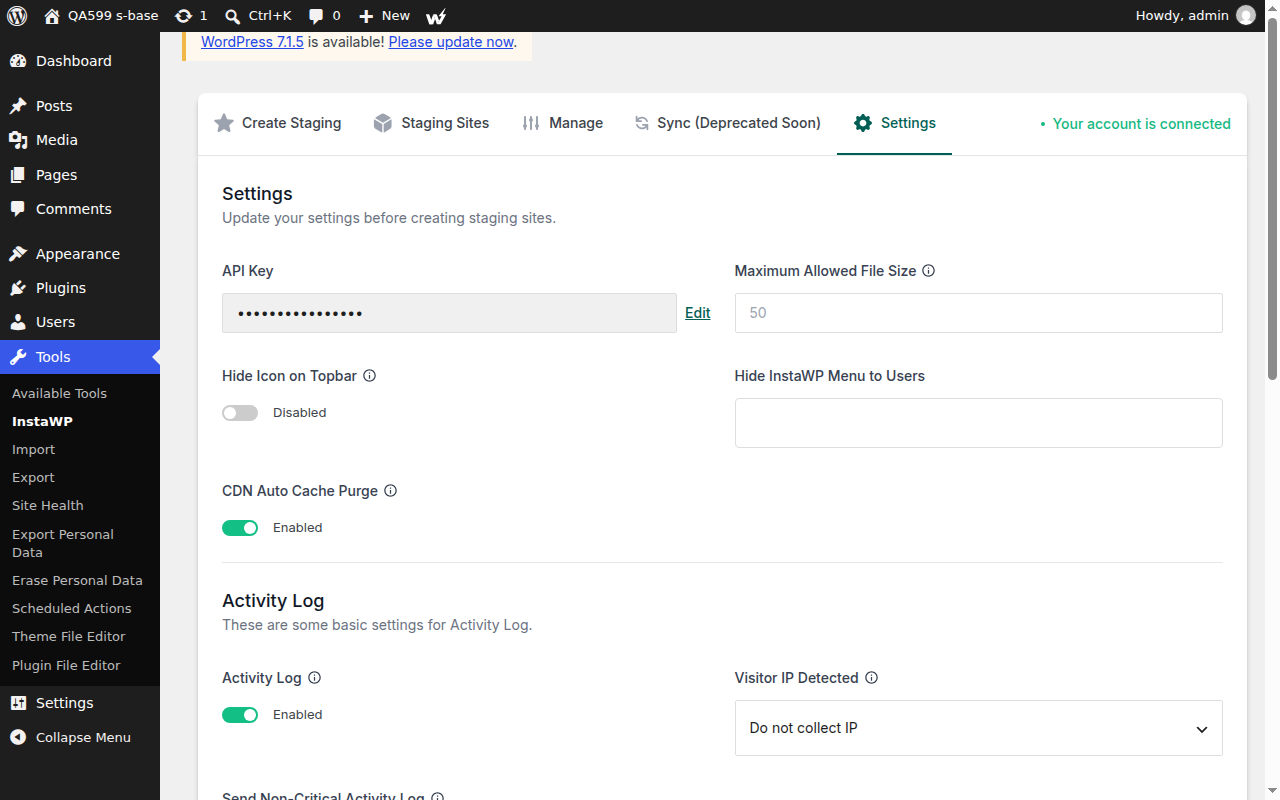 QA599 s-base
1
Ctrl+K
0
New
Howdy, admin
Dashboard
Posts
Media
Pages
Comments
Appearance
Plugins
Users
Tools
Available Tools
InstaWP
Import
Export
Site Health
Export Personal
Data
Erase Personal Data
Scheduled Actions
Theme File Editor
Plugin File Editor
Settings
Collapse Menu
WordPress 7.1.5 is available! Please update now.
Create Staging
Staging Sites
Manage
Sync (Deprecated Soon)
Settings
• Your account is connected
Settings
Update your settings before creating staging sites.
API Key
••••••••••••••••
Edit
Maximum Allowed File Size
50
Hide Icon on Topbar
Disabled
Hide InstaWP Menu to Users
CDN Auto Cache Purge
Enabled
Activity Log
These are some basic settings for Activity Log.
Activity Log
Enabled
Visitor IP Detected
Do not collect IP
Send Non-Critical Activity Log